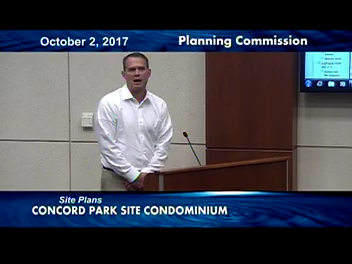 October 2, 2017
Planning Commission
Site Plans
CONCORD PARK SITE CONDOMINIUM